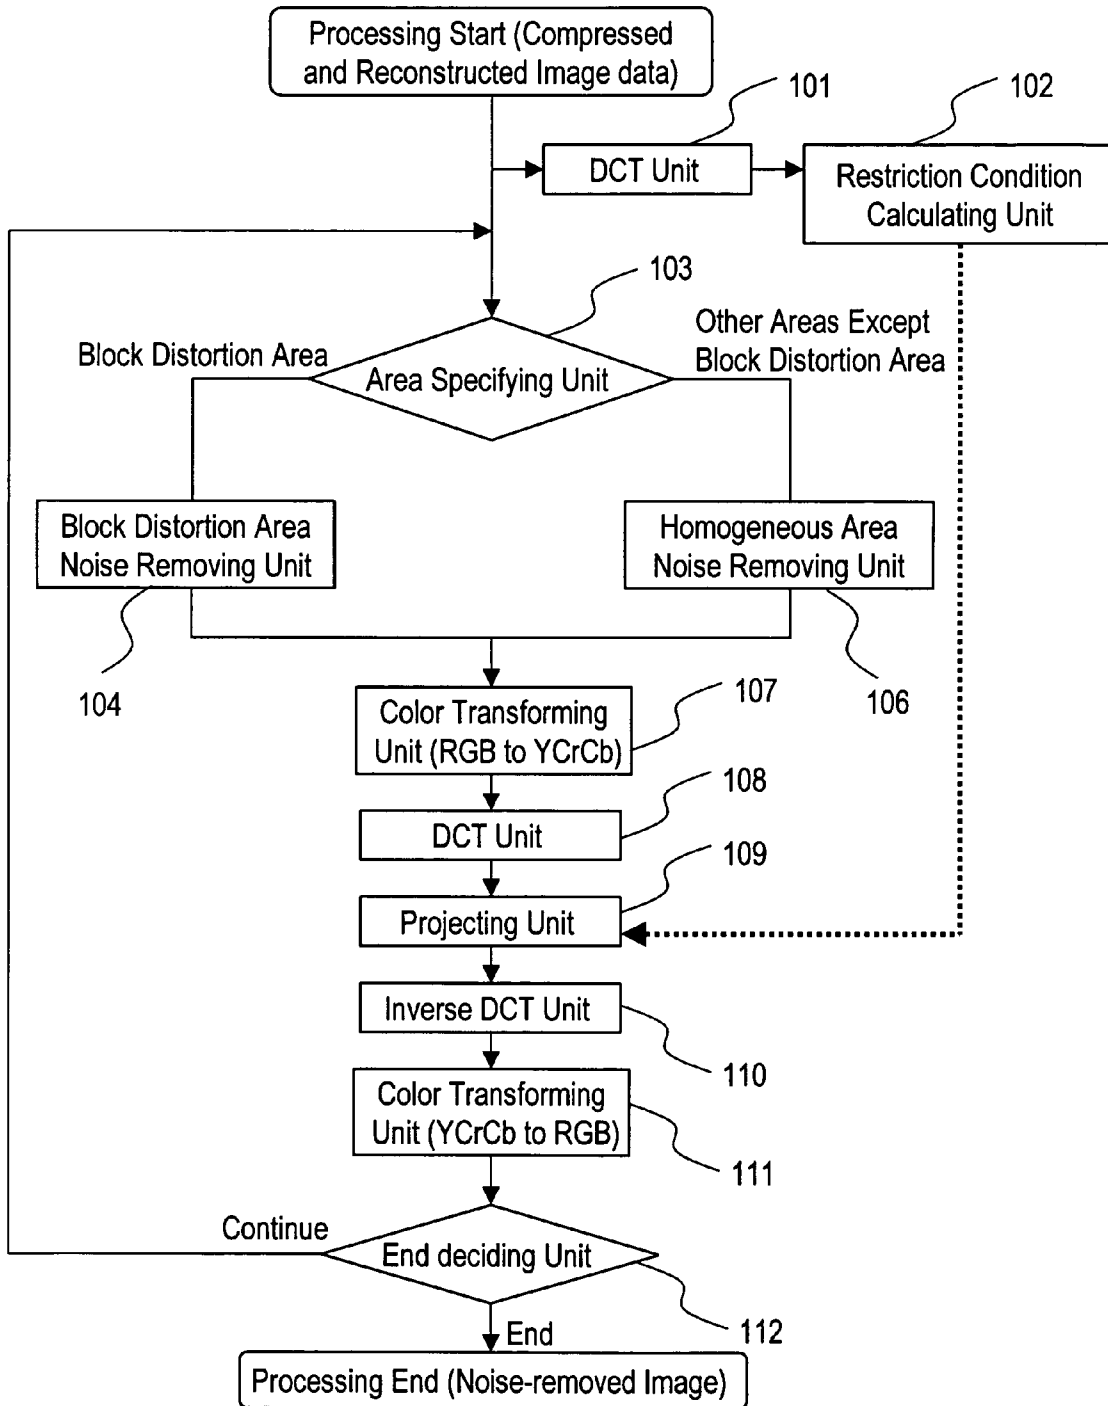 Processing Start (Compressed
and Reconstructed Image data)
101
102
DCT Unit
Restriction Condition
Calculating Unit
103
Block Distortion Area
Other Areas Except
Block Distortion Area
Area Specifying Unit
Block Distortion Area
Noise Removing Unit
Homogeneous Area
Noise Removing Unit
104
106
Color Transforming
Unit (RGB to YCrCb)
107
108
DCT Unit
109
Projecting Unit
Inverse DCT Unit
110
Color Transforming
Unit (YCrCb to RGB)
111
Continue
End deciding Unit
112
End
Processing End (Noise-removed Image)